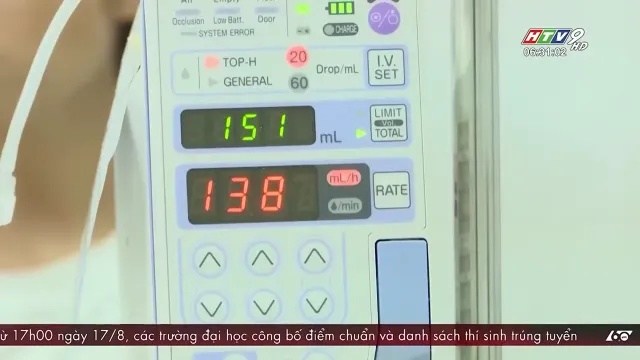 Occlusion Low Batt. Door
SYSTEM ERROR
CHARGE
HTV9 HD
06:31:02
TOP-H 20
GENERAL 60
Drop/mL
I.V. SET
151 mL
LIMIT
Vol.
TOTAL
138
mL/h
/min
RATE
ừ 17h00 ngày 17/8, các trường đại học công bố điểm chuẩn và danh sách thí sinh trúng tuyển